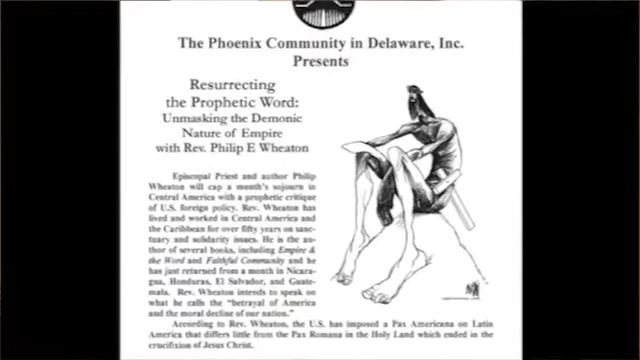 The Phoenix Community in Delaware, Inc.
Presents
Resurrecting
the Prophetic Word:
Unmasking the Demonic
Nature of Empire
with Rev. Philip E Wheaton
Episcopal Priest and author Philip
Wheaton will cap a month's sojourn in
Central America with a prophetic critique
of U.S. foreign policy. Rev. Wheaton has
lived and worked in Central America and
the Caribbean for over fifty years on sanc-
tuary and solidarity issues. He is the au-
thor of several books, including Empire &
the Word and Faithful Community and he
has just returned from a month in Nicara-
gua, Honduras, El Salvador, and Guate-
mala. Rev. Wheaton intends to speak on
what he calls the "betrayal of America
and the moral decline of our nation."
According to Rev. Wheaton, the U.S. has imposed a Pax Americana on Latin
America that differs little from the Pax Romana in the Holy Land which ended in the
crucifixion of Jesus Christ.